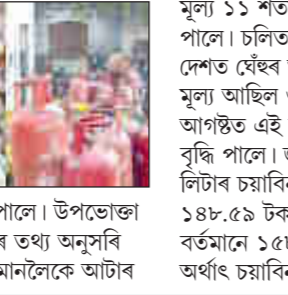 পালে। উপভোক্তা
ৰ তথ্য অনুসৰি
মানলৈকে আটাৰ
মূল্য ১১ শত
পালে। চলিত
দেশত ঘেঁহুৰ
মূল্য আছিল
আগষ্টত এই
বৃদ্ধি পালে।
লিটাৰ চয়াবি
১৪৮.৫৯ টক
বৰ্তমানে ১৫
অৰ্থাৎ চয়াবিন